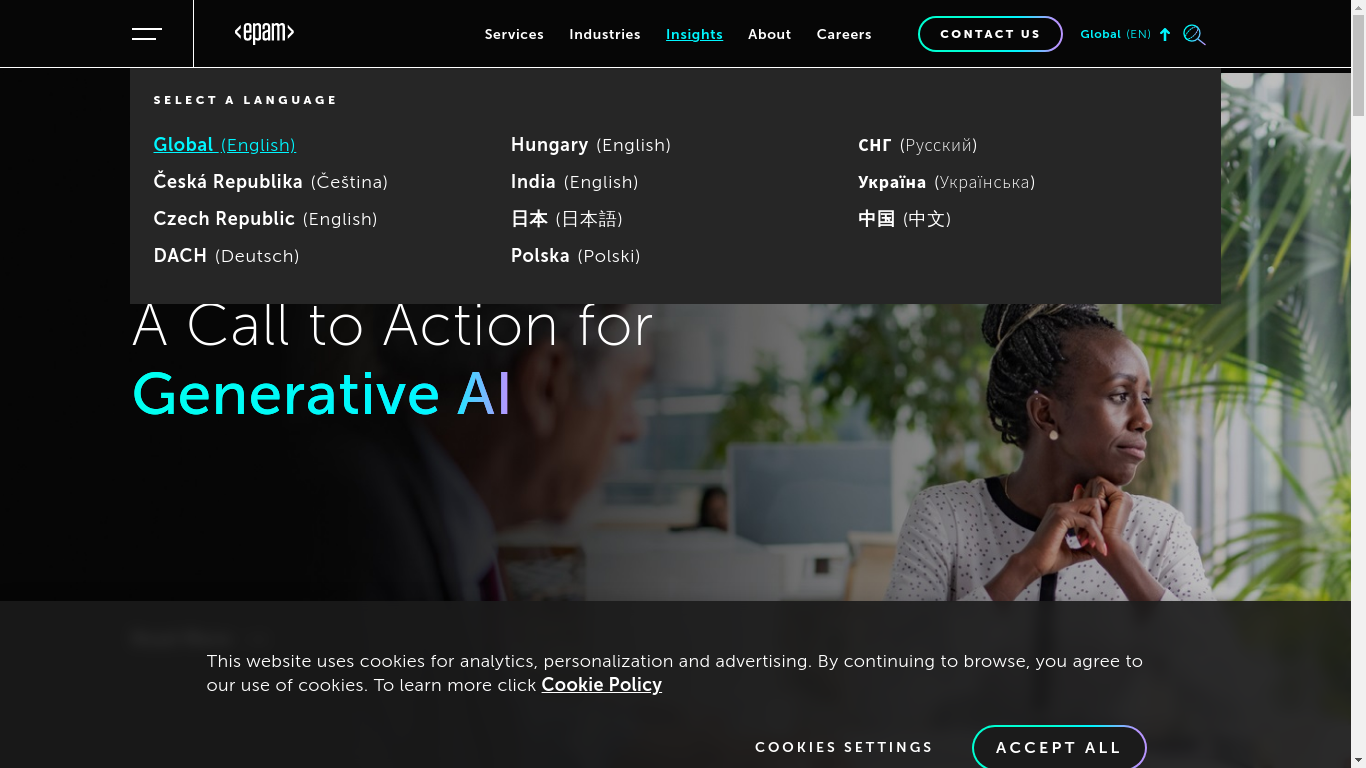 <epam>
Services
Industries
Insights
About
Careers
CONTACT US
Global (EN)
SELECT A LANGUAGE
Global (English)
Česká Republika (Čeština)
Czech Republic (English)
DACH (Deutsch)
Hungary (English)
India (English)
日本 (日本語)
Polska (Polski)
СНГ (Русский)
Україна (Українська)
中国 (中文)
A Call to Action for
Generative AI
This website uses cookies for analytics, personalization and advertising. By continuing to browse, you agree to
our use of cookies. To learn more click Cookie Policy
COOKIES SETTINGS
ACCEPT ALL